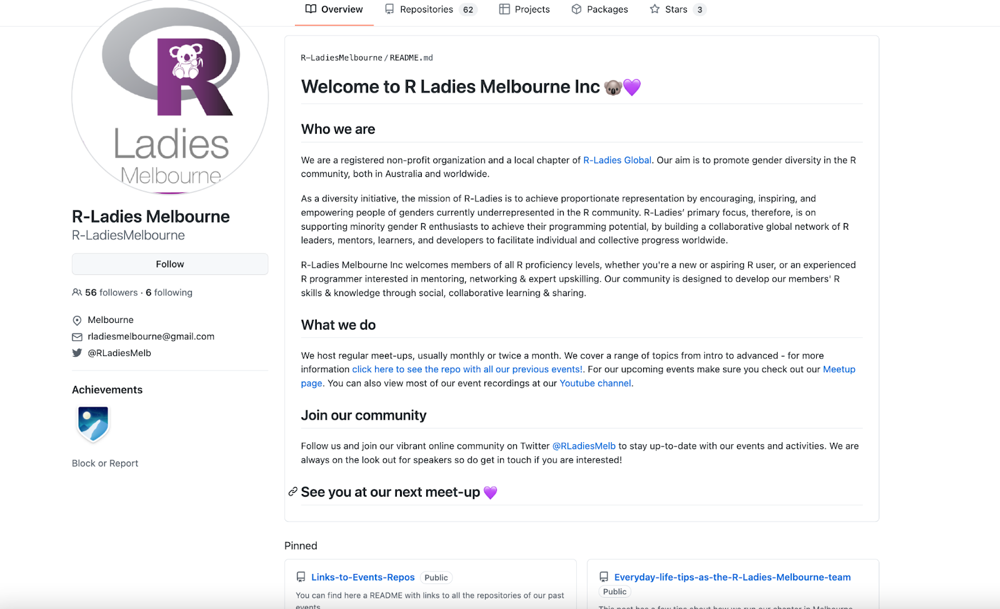 Overview
Repositories 62
Projects
Packages
Stars 3
R
Ladies
Melbourne
R-Ladies Melbourne
R-LadiesMelbourne
Follow
56 followers · 6 following
Melbourne
rladiesmelbourne@gmail.com
@RLadiesMelb
Achievements
Block or Report
R-LadiesMelbourne/README.md
Welcome to R Ladies Melbourne Inc 🐨💜
Who we are
We are a registered non-profit organization and a local chapter of R-Ladies Global. Our aim is to promote gender diversity in the R
community, both in Australia and worldwide.
As a diversity initiative, the mission of R-Ladies is to achieve proportionate representation by encouraging, inspiring, and
empowering people of genders currently underrepresented in the R community. R-Ladies’ primary focus, therefore, is on
supporting minority gender R enthusiasts to achieve their programming potential, by building a collaborative global network of R
leaders, mentors, learners, and developers to facilitate individual and collective progress worldwide.
R-Ladies Melbourne Inc welcomes members of all R proficiency levels, whether you're a new or aspiring R user, or an experienced
R programmer interested in mentoring, networking & expert upskilling. Our community is designed to develop our members' R
skills & knowledge through social, collaborative learning & sharing.
What we do
We host regular meet-ups, usually monthly or twice a month. We cover a range of topics from intro to advanced - for more
information click here to see the repo with all our previous events!. For our upcoming events make sure you check out our Meetup
page. You can also view most of our event recordings at our Youtube channel.
Join our community
Follow us and join our vibrant online community on Twitter @RLadiesMelb to stay up-to-date with our events and activities. We are
always on the look out for speakers so do get in touch if you are interested!
See you at our next meet-up 💜
Pinned
Links-to-Events-Repos Public
You can find here a README with links to all the repositories of our past
events
Everyday-life-tips-as-the-R-Ladies-Melbourne-team
Public
This post has a few tips about how we run our chapter in Melbourne